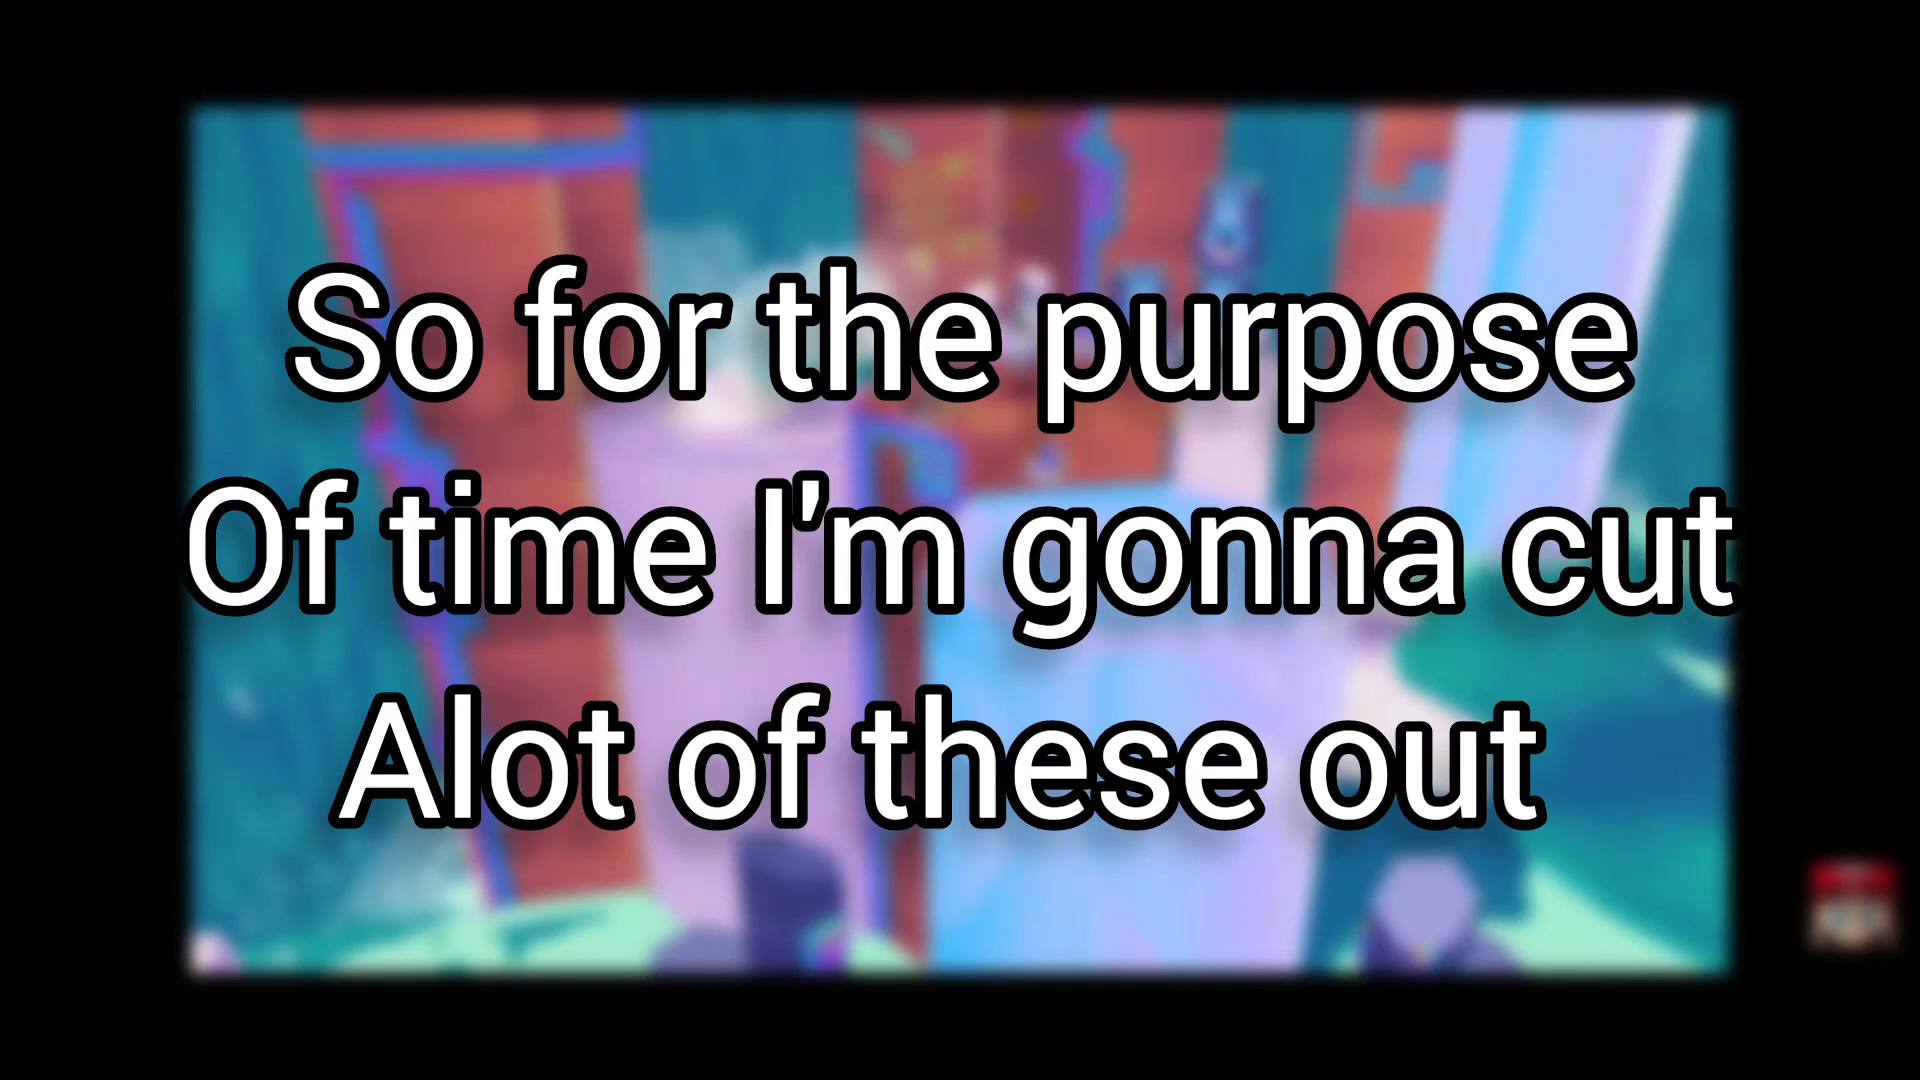 So for the purpose
Of time I'm gonna cut
Alot of these out